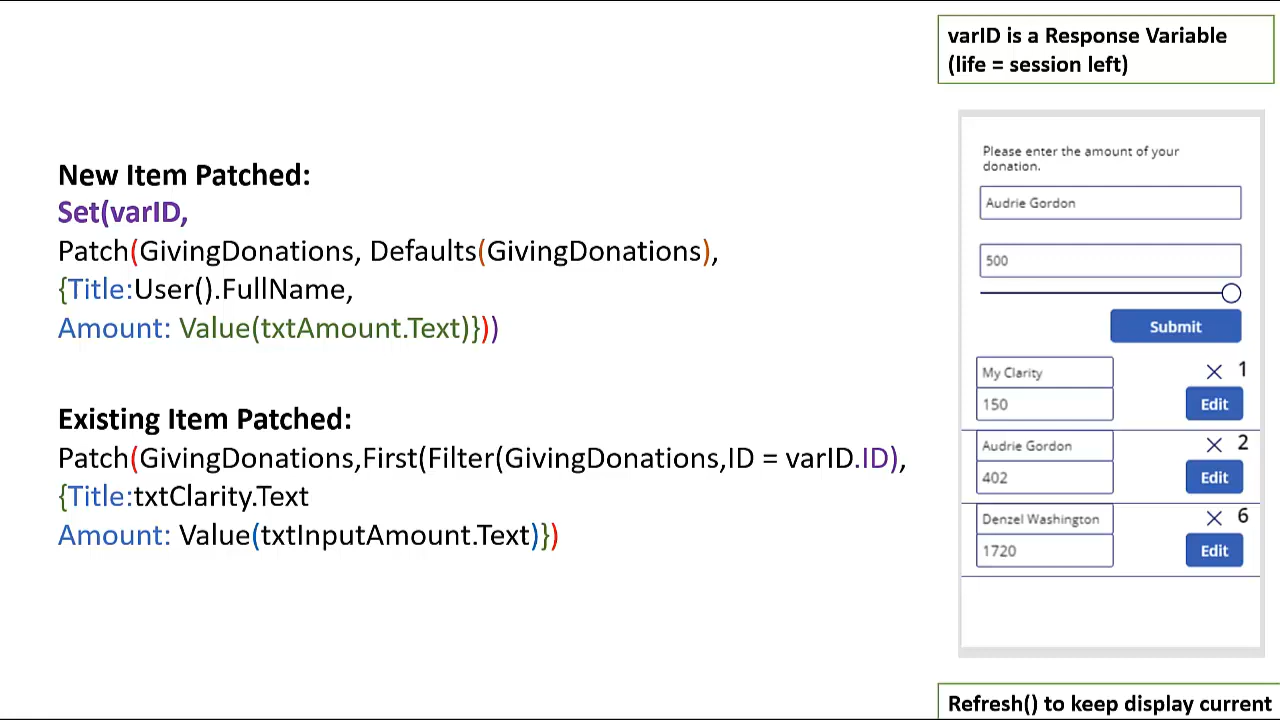 varID is a Response Variable
(life = session left)
New Item Patched:
Set(varID,
Patch(GivingDonations, Defaults(GivingDonations),
{Title:User().FullName,
Amount: Value(txtAmount.Text)}))
Existing Item Patched:
Patch(GivingDonations,First(Filter(GivingDonations,ID = varID.ID),
{Title:txtClarity.Text
Amount: Value(txtInputAmount.Text)})
Please enter the amount of your
donation.
Audrie Gordon
500
Submit
My Clarity
1
150
Edit
Audrie Gordon
2
402
Edit
Denzel Washington
6
1720
Edit
Refresh() to keep display current